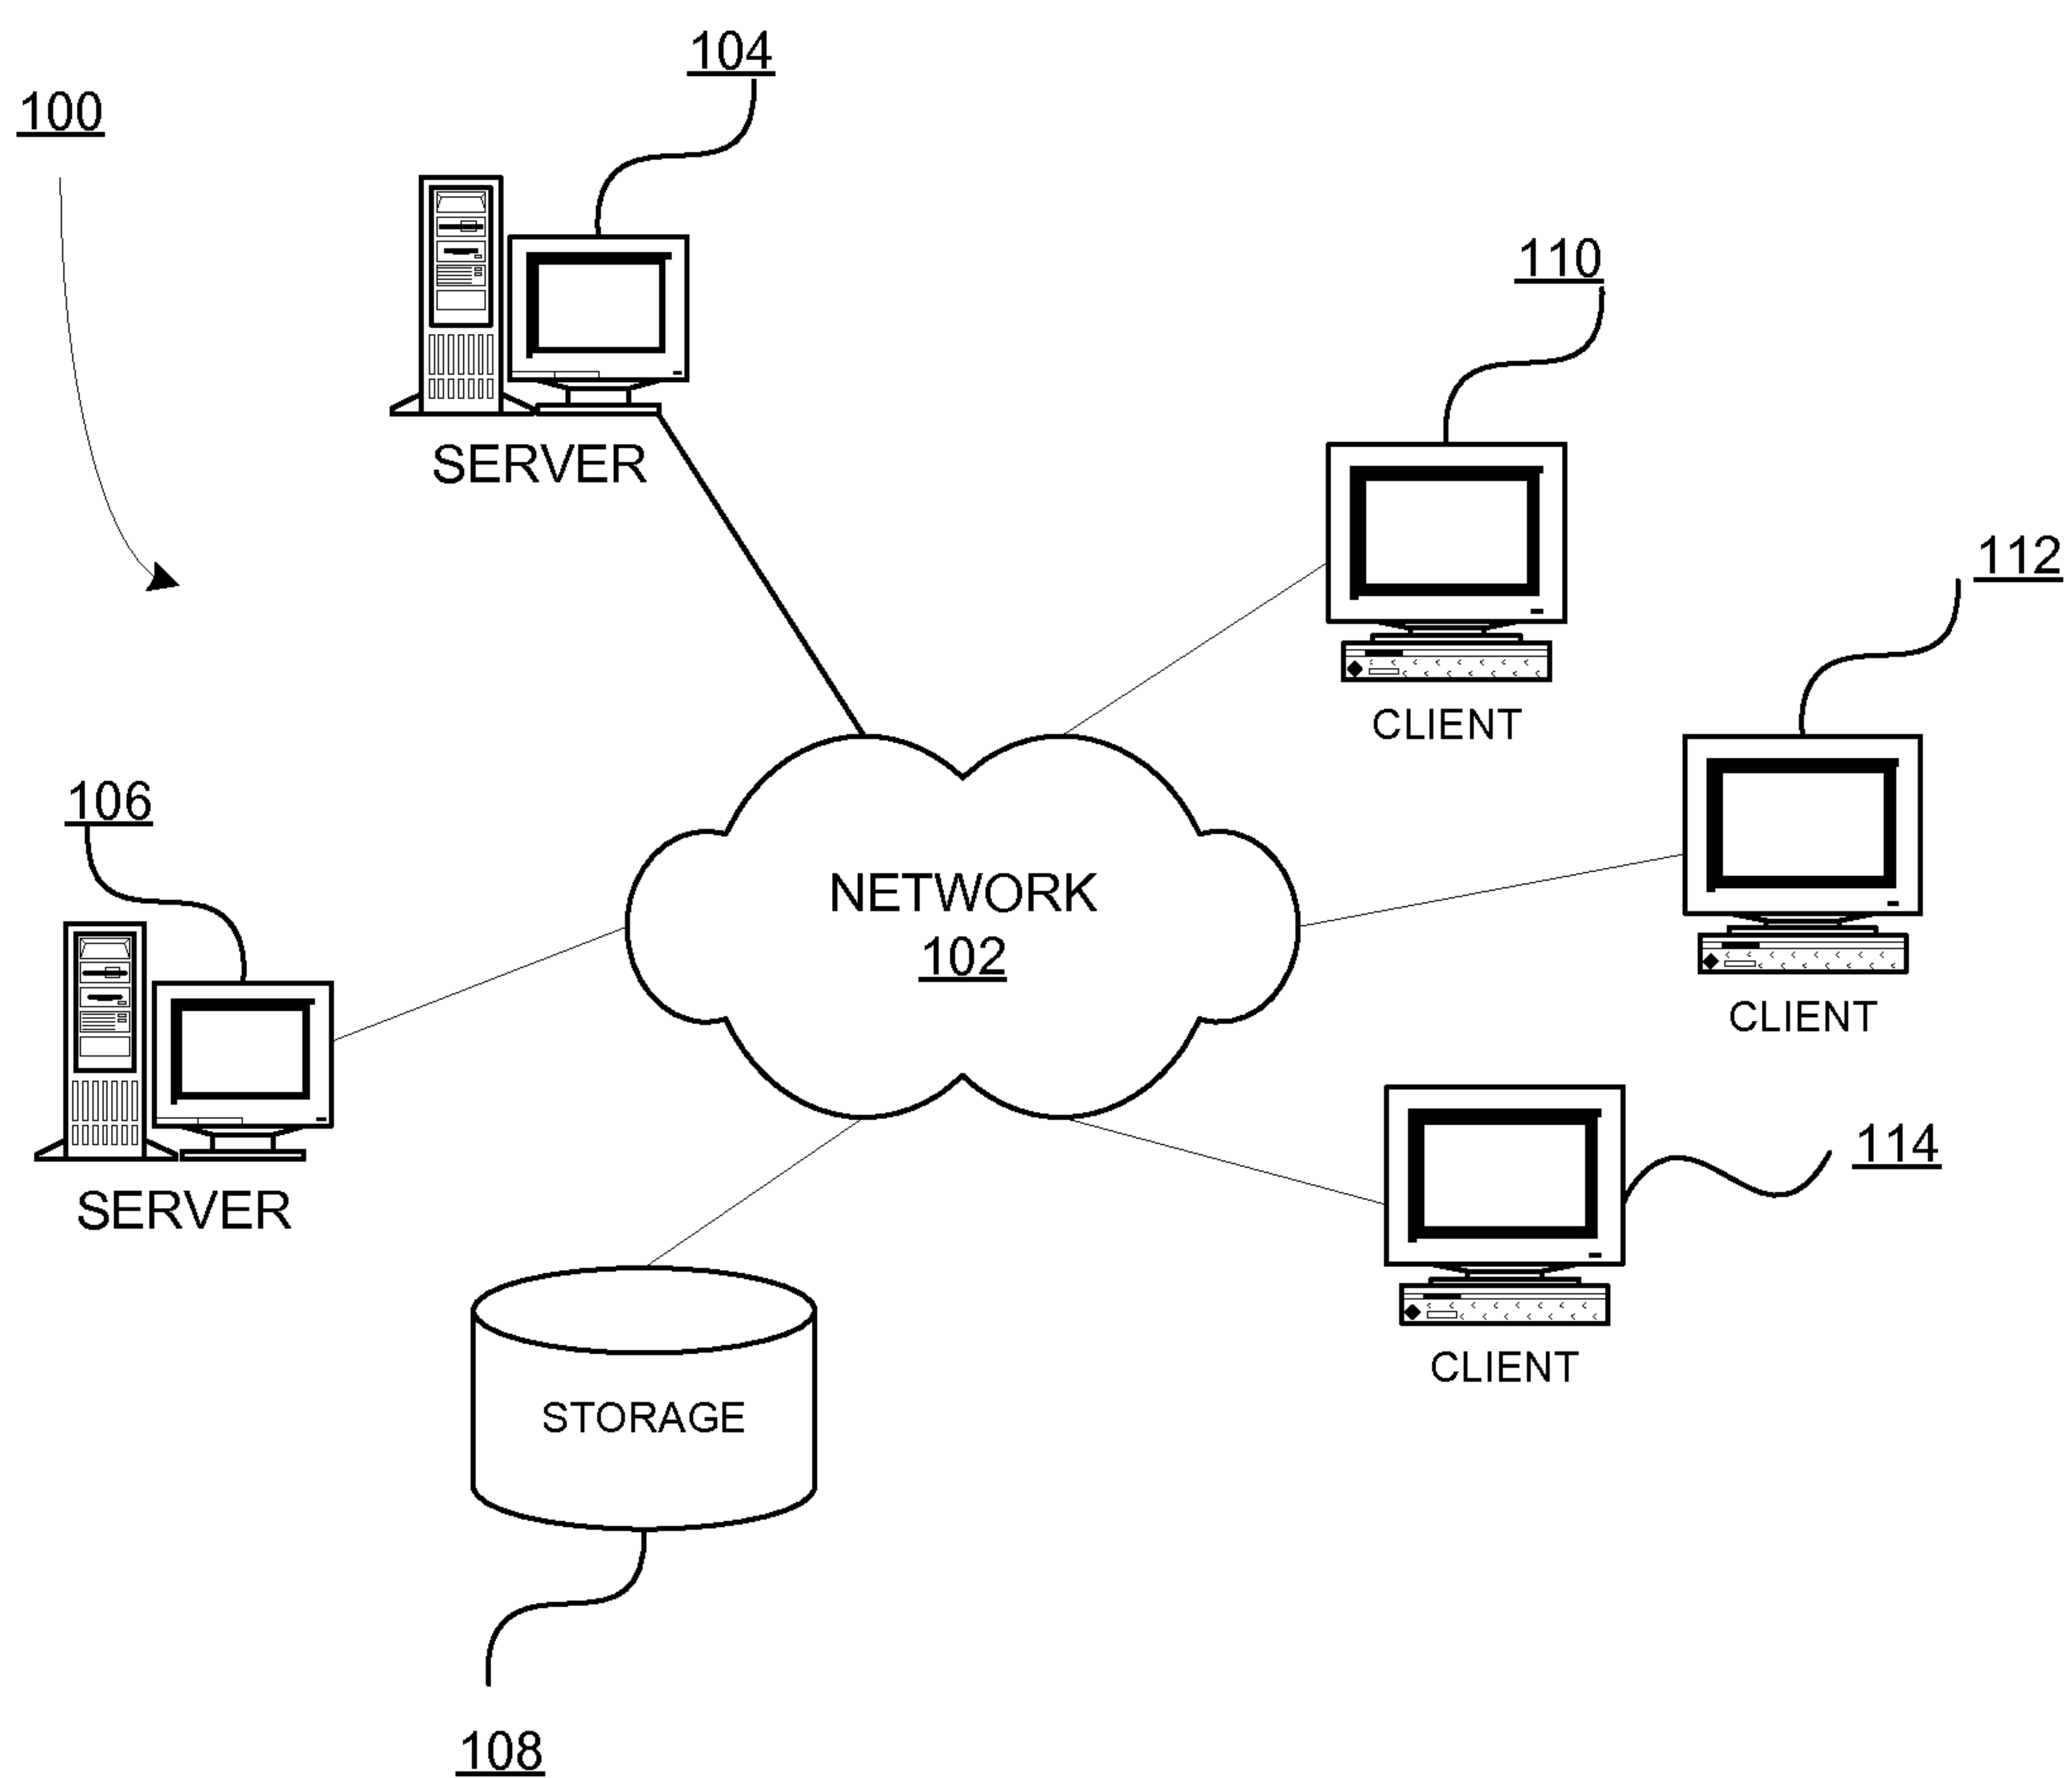 104
100
SERVER
110
CLIENT
112
CLIENT
106
SERVER
NETWORK
102
114
CLIENT
STORAGE
108